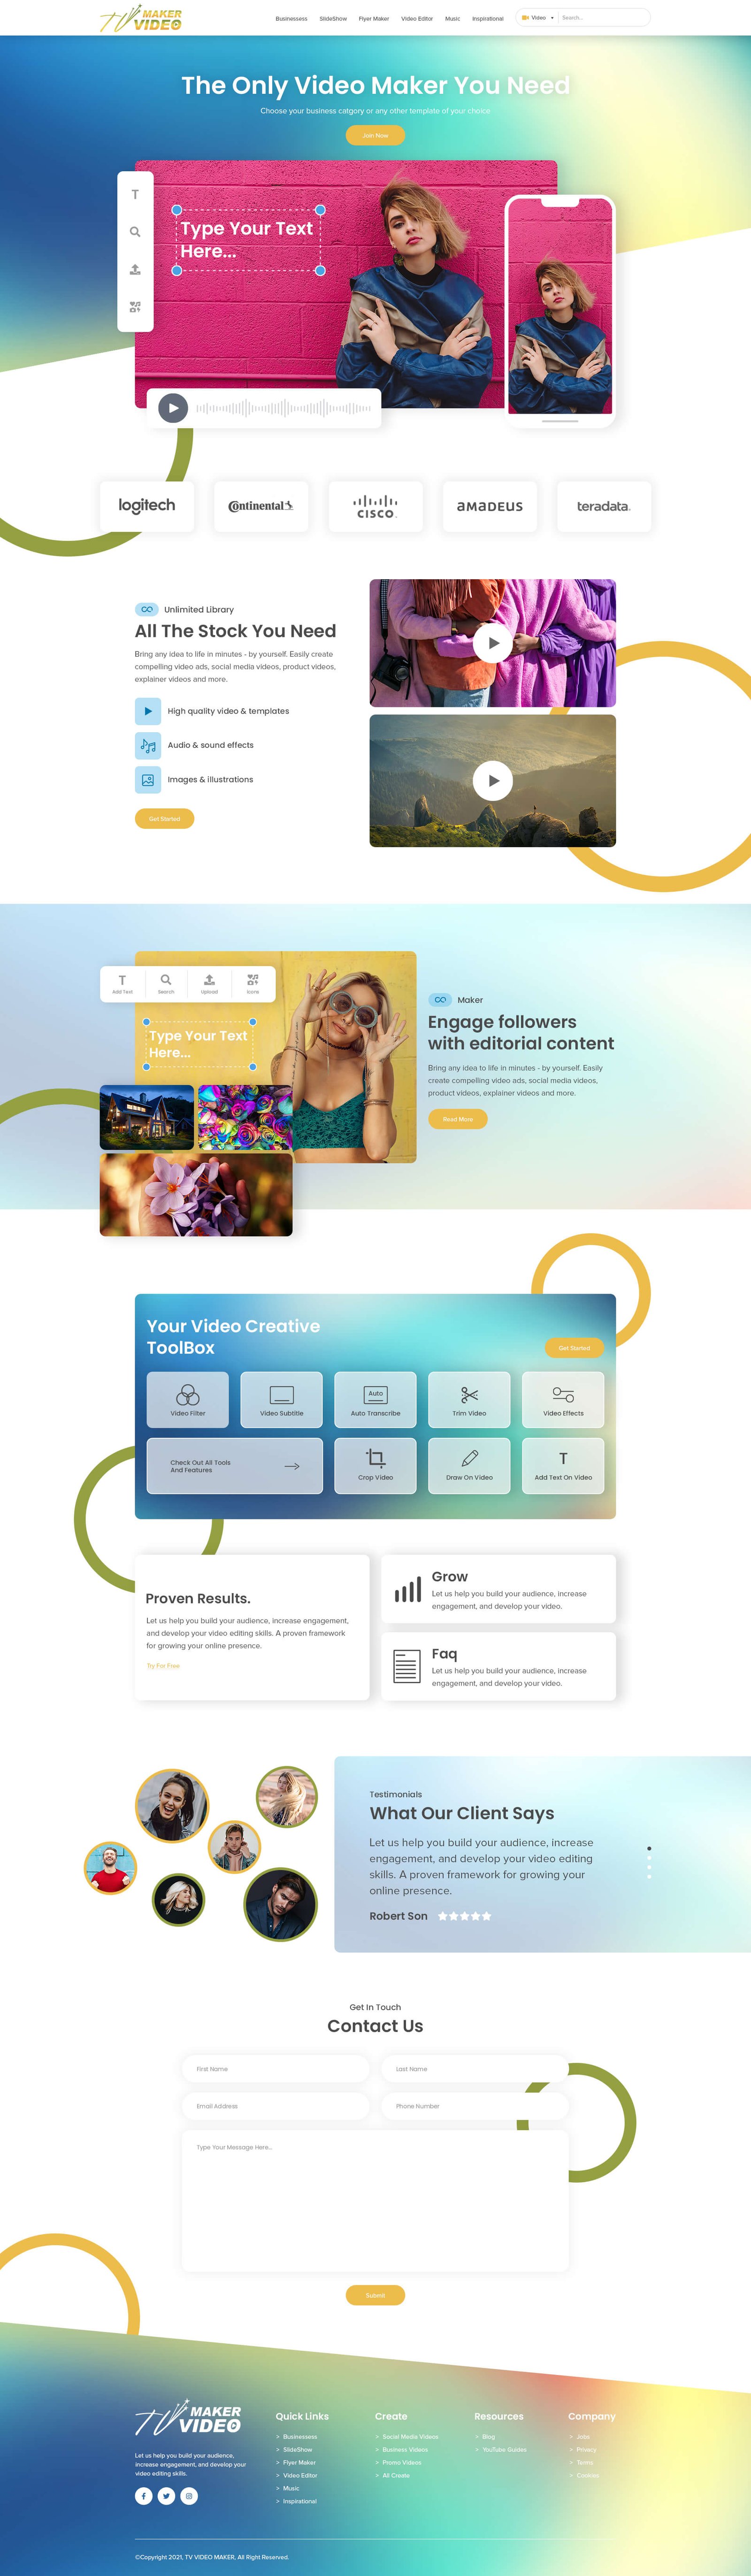 TV MAKER VIDEO
Businessess SlideShow Flyer Maker Video Editor Music Inspirational Video Search...
The Only Video Maker You Need
Choose your business catgory or any other template of your choice
Join Now
T
Type Your Text
Here...
logitech Continental CISCO amadeus teradata.
Unlimited Library
All The Stock You Need
Bring any idea to life in minutes - by yourself. Easily create
compelling video ads, social media videos, product videos,
explainer videos and more.
High quality video & templates
Audio & sound effects
Images & illustrations
Get Started
T
Add Text Search Upload Icons
Type Your Text
Here...
Maker
Engage followers
with editorial content
Bring any idea to life in minutes - by yourself. Easily
create compelling video ads, social media videos,
product videos, explainer videos and more.
Read More
Your Video Creative
ToolBox
Get Started
Auto
Video Filter Video Subtitle Auto Transcribe Trim Video Video Effects
T
Check Out All Tools
And Features
Crop Video Draw On Video Add Text On Video
Proven Results.
Let us help you build your audience, increase engagement,
and develop your video editing skills. A proven framework
for growing your online presence.
Try For Free
Grow
Let us help you build your audience, increase
engagement, and develop your video.
Faq
Let us help you build your audience, increase
engagement, and develop your video.
Testimonials
What Our Client Says
Let us help you build your audience, increase
engagement, and develop your video editing
skills. A proven framework for growing your
online presence.
Robert Son
Get In Touch
Contact Us
First Name Last Name
Email Address Phone Number
Type Your Message Here...
Submit
TV MAKER VIDEO
Let us help you build your audience,
increase engagement, and develop your
video editing skills.
Quick Links
> Businessess
> SlideShow
> Flyer Maker
> Video Editor
> Music
> Inspirational
Create
> Social Media Videos
> Business Videos
> Promo Videos
> All Create
Resources
> Blog
> YouTube Guides
Company
> Jobs
> Privacy
> Terms
> Cookies
©Copyright 2021, TV VIDEO MAKER, All Right Reserved.